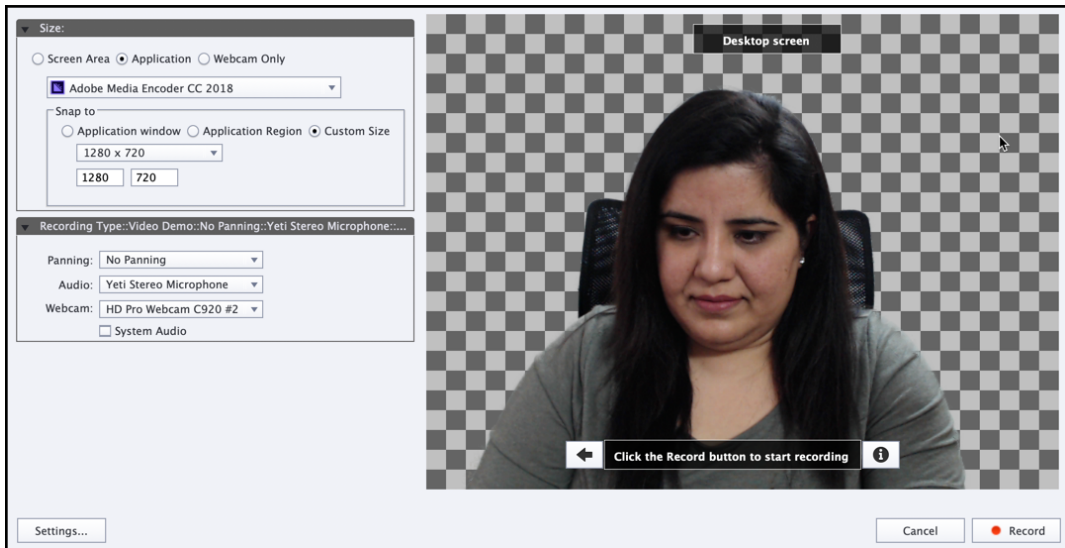 Size:
Screen Area Application Webcam Only
Adobe Media Encoder CC 2018
Snap to
Application window Application Region Custom Size
1280 x 720
1280 720
Recording Type::Video Demo::No Panning::Yeti Stereo Microphone::...
Panning: No Panning
Audio: Yeti Stereo Microphone
Webcam: HD Pro Webcam C920 #2
System Audio
Desktop screen
Click the Record button to start recording
Settings...
Cancel
Record